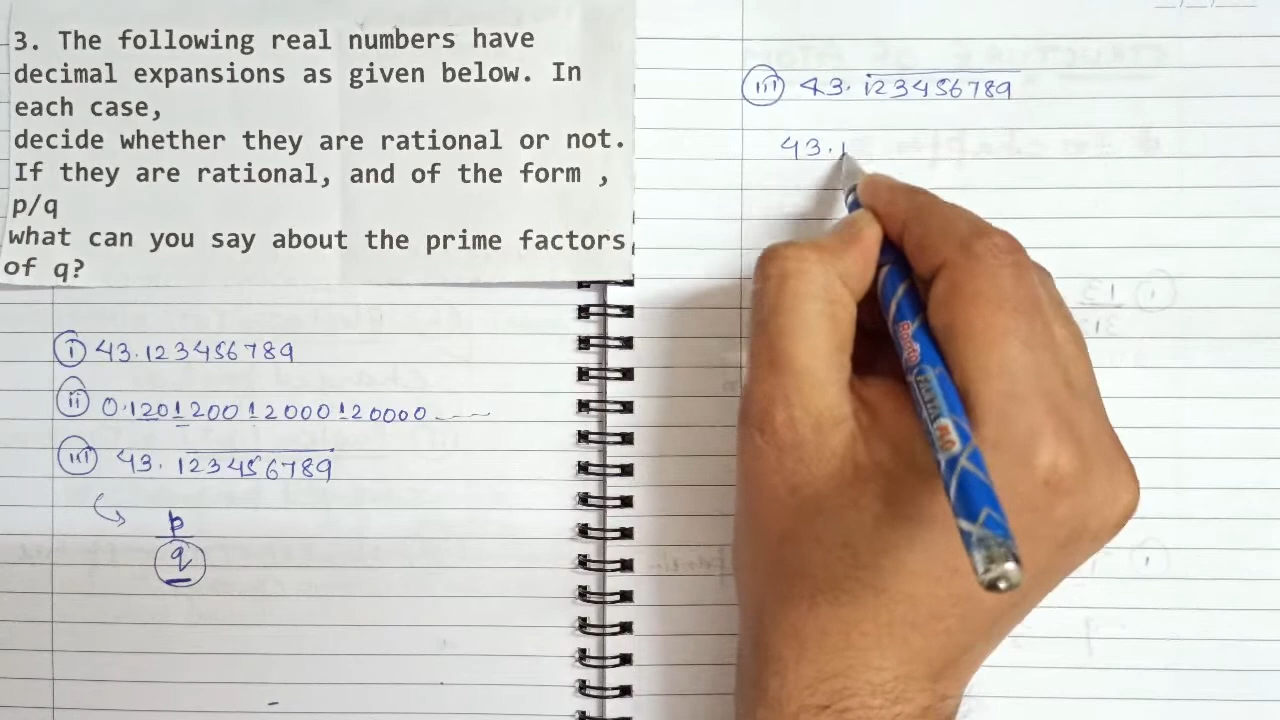 3. The following real numbers have
decimal expansions as given below. In
each case,
decide whether they are rational or not.
If they are rational, and of the form ,
p/q
what can you say about the prime factors
of q?
i 43.123456789
ii 0.120120012000120000
iii 43.123456789
p
q
iii 43.123456789
43.1